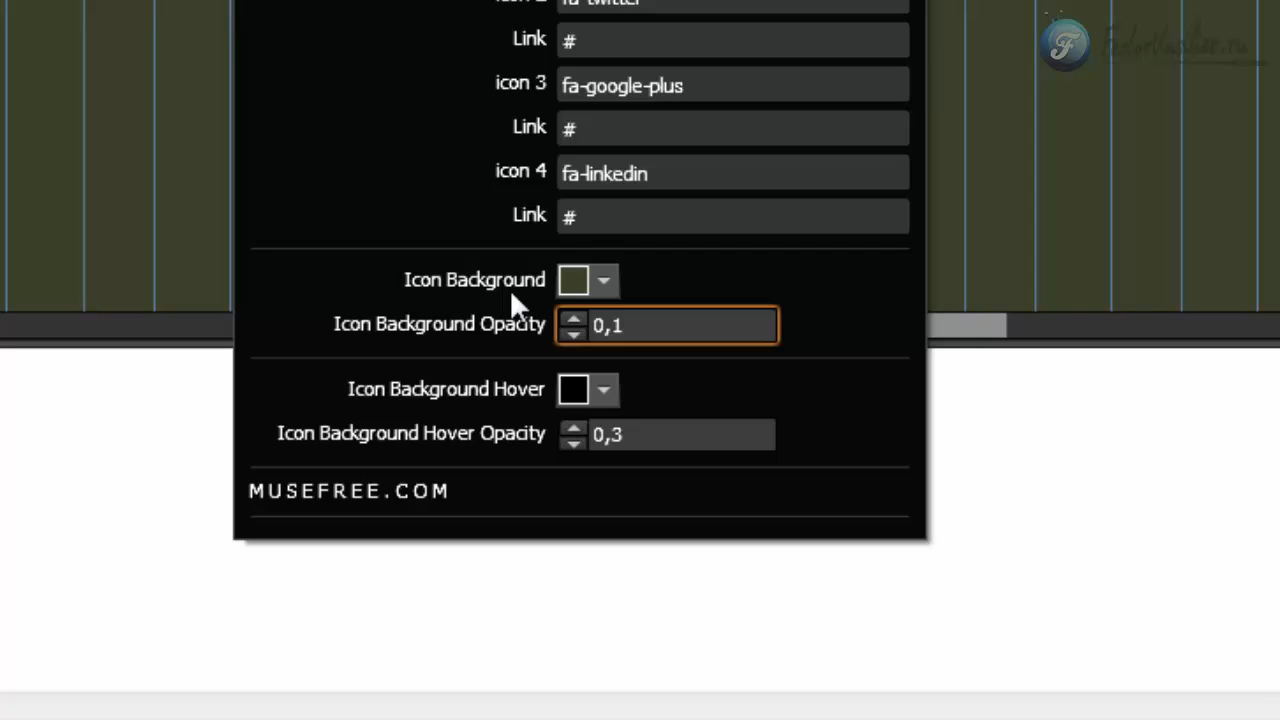 Link #
icon 3 fa-google-plus
Link #
icon 4 fa-linkedin
Link #
Icon Background
Icon Background Opacity 0,1
Icon Background Hover
Icon Background Hover Opacity 0,3
MUSEFREE.COM